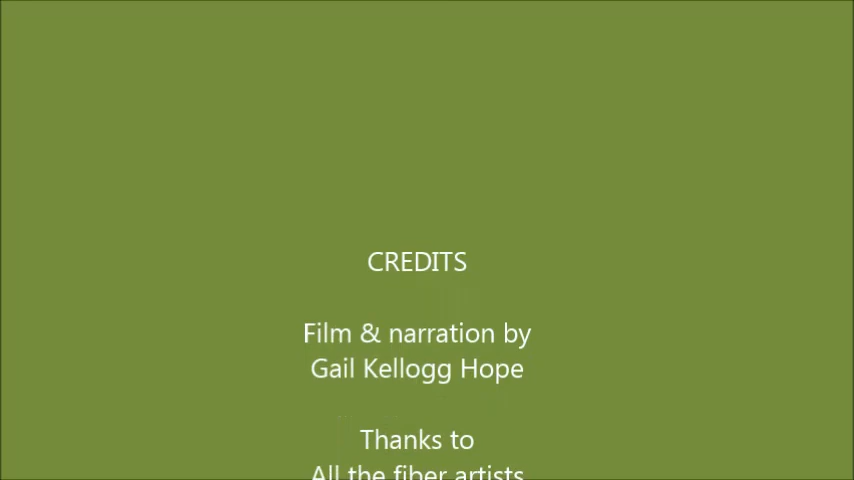 CREDITS
Film & narration by
Gail Kellogg Hope
Thanks to
All the fiber artists